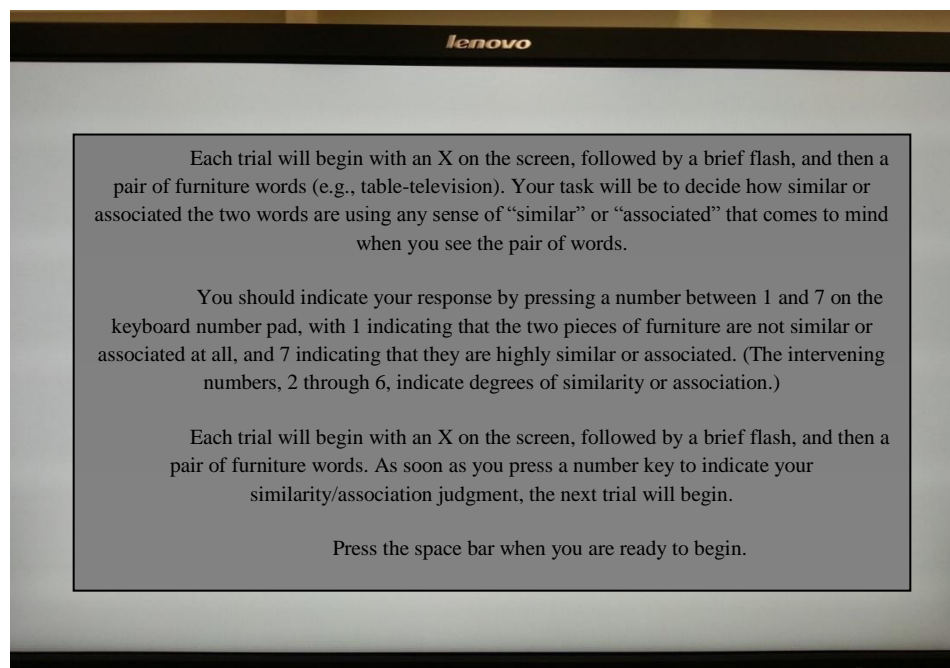 lenovo
Each trial will begin with an X on the screen, followed by a brief flash, and then a
pair of furniture words (e.g., table-television). Your task will be to decide how similar or
associated the two words are using any sense of “similar” or “associated” that comes to mind
when you see the pair of words.
You should indicate your response by pressing a number between 1 and 7 on the
keyboard number pad, with 1 indicating that the two pieces of furniture are not similar or
associated at all, and 7 indicating that they are highly similar or associated. (The intervening
numbers, 2 through 6, indicate degrees of similarity or association.)
Each trial will begin with an X on the screen, followed by a brief flash, and then a
pair of furniture words. As soon as you press a number key to indicate your
similarity/association judgment, the next trial will begin.
Press the space bar when you are ready to begin.